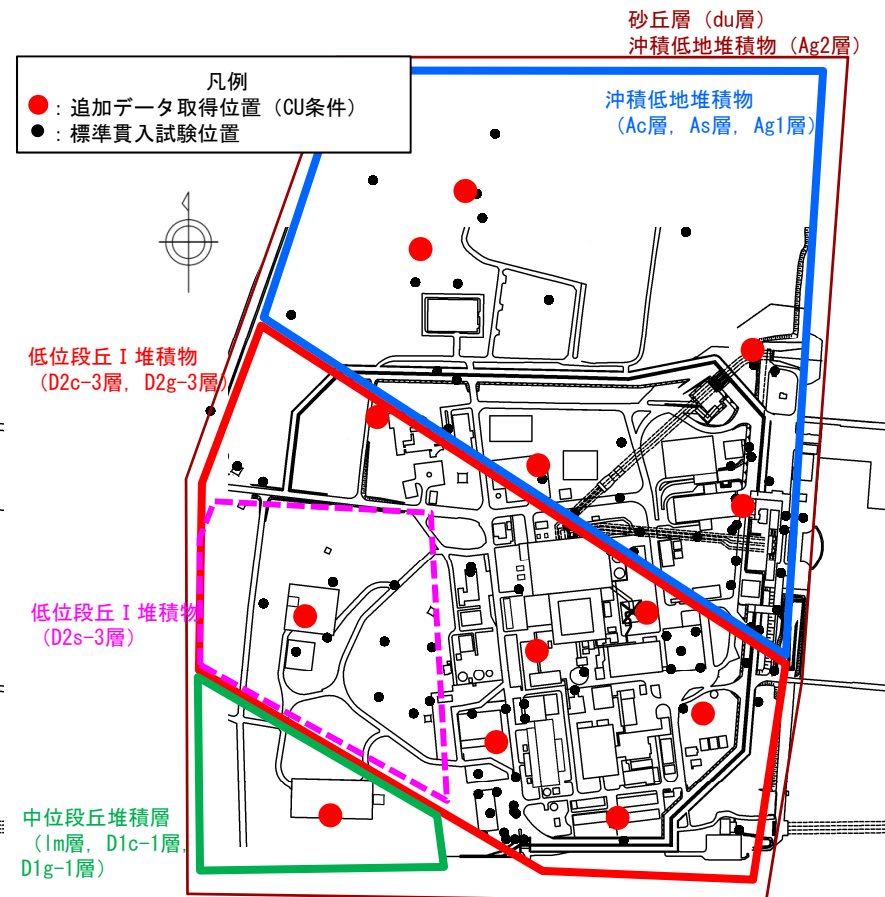 砂丘層（du層）
沖積低地堆積物（Ag2層）
凡例
：追加データ取得位置（CU条件）
：標準貫入試験位置
沖積低地堆積物
（Ac層, As層, Ag1層）
低位段丘Ⅰ堆積物
（D2c-3層, D2g-3層）
低位段丘Ⅰ堆積物
（D2s-3層）
中位段丘堆積層
（lm層, D1c-1層,
D1g-1層）